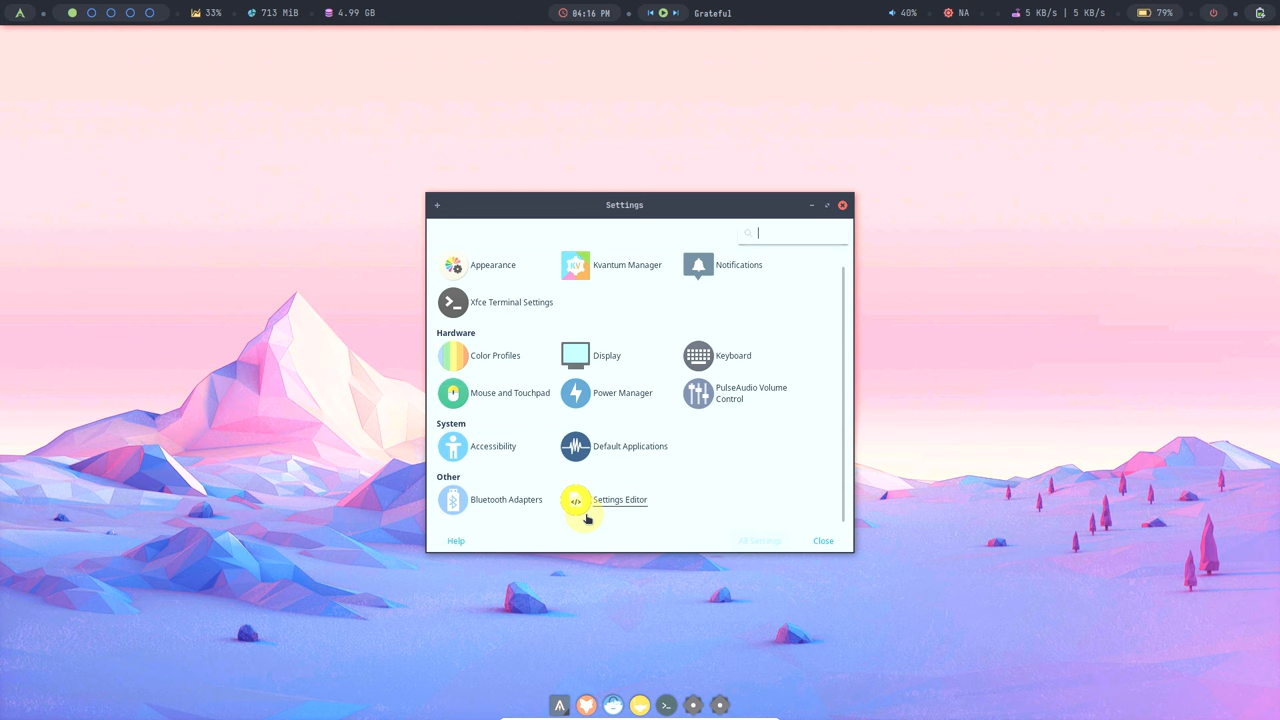 33% 713 MiB 4.99 GB 04:16 PM Grateful 40% NA 5 KB/s | 5 KB/s 79%
Settings
Appearance Kvantum Manager Notifications
Xfce Terminal Settings
Hardware
Color Profiles Display Keyboard
Mouse and Touchpad Power Manager PulseAudio Volume
Control
System
Accessibility Default Applications
Other
Bluetooth Adapters Settings Editor
Help All Settings Close